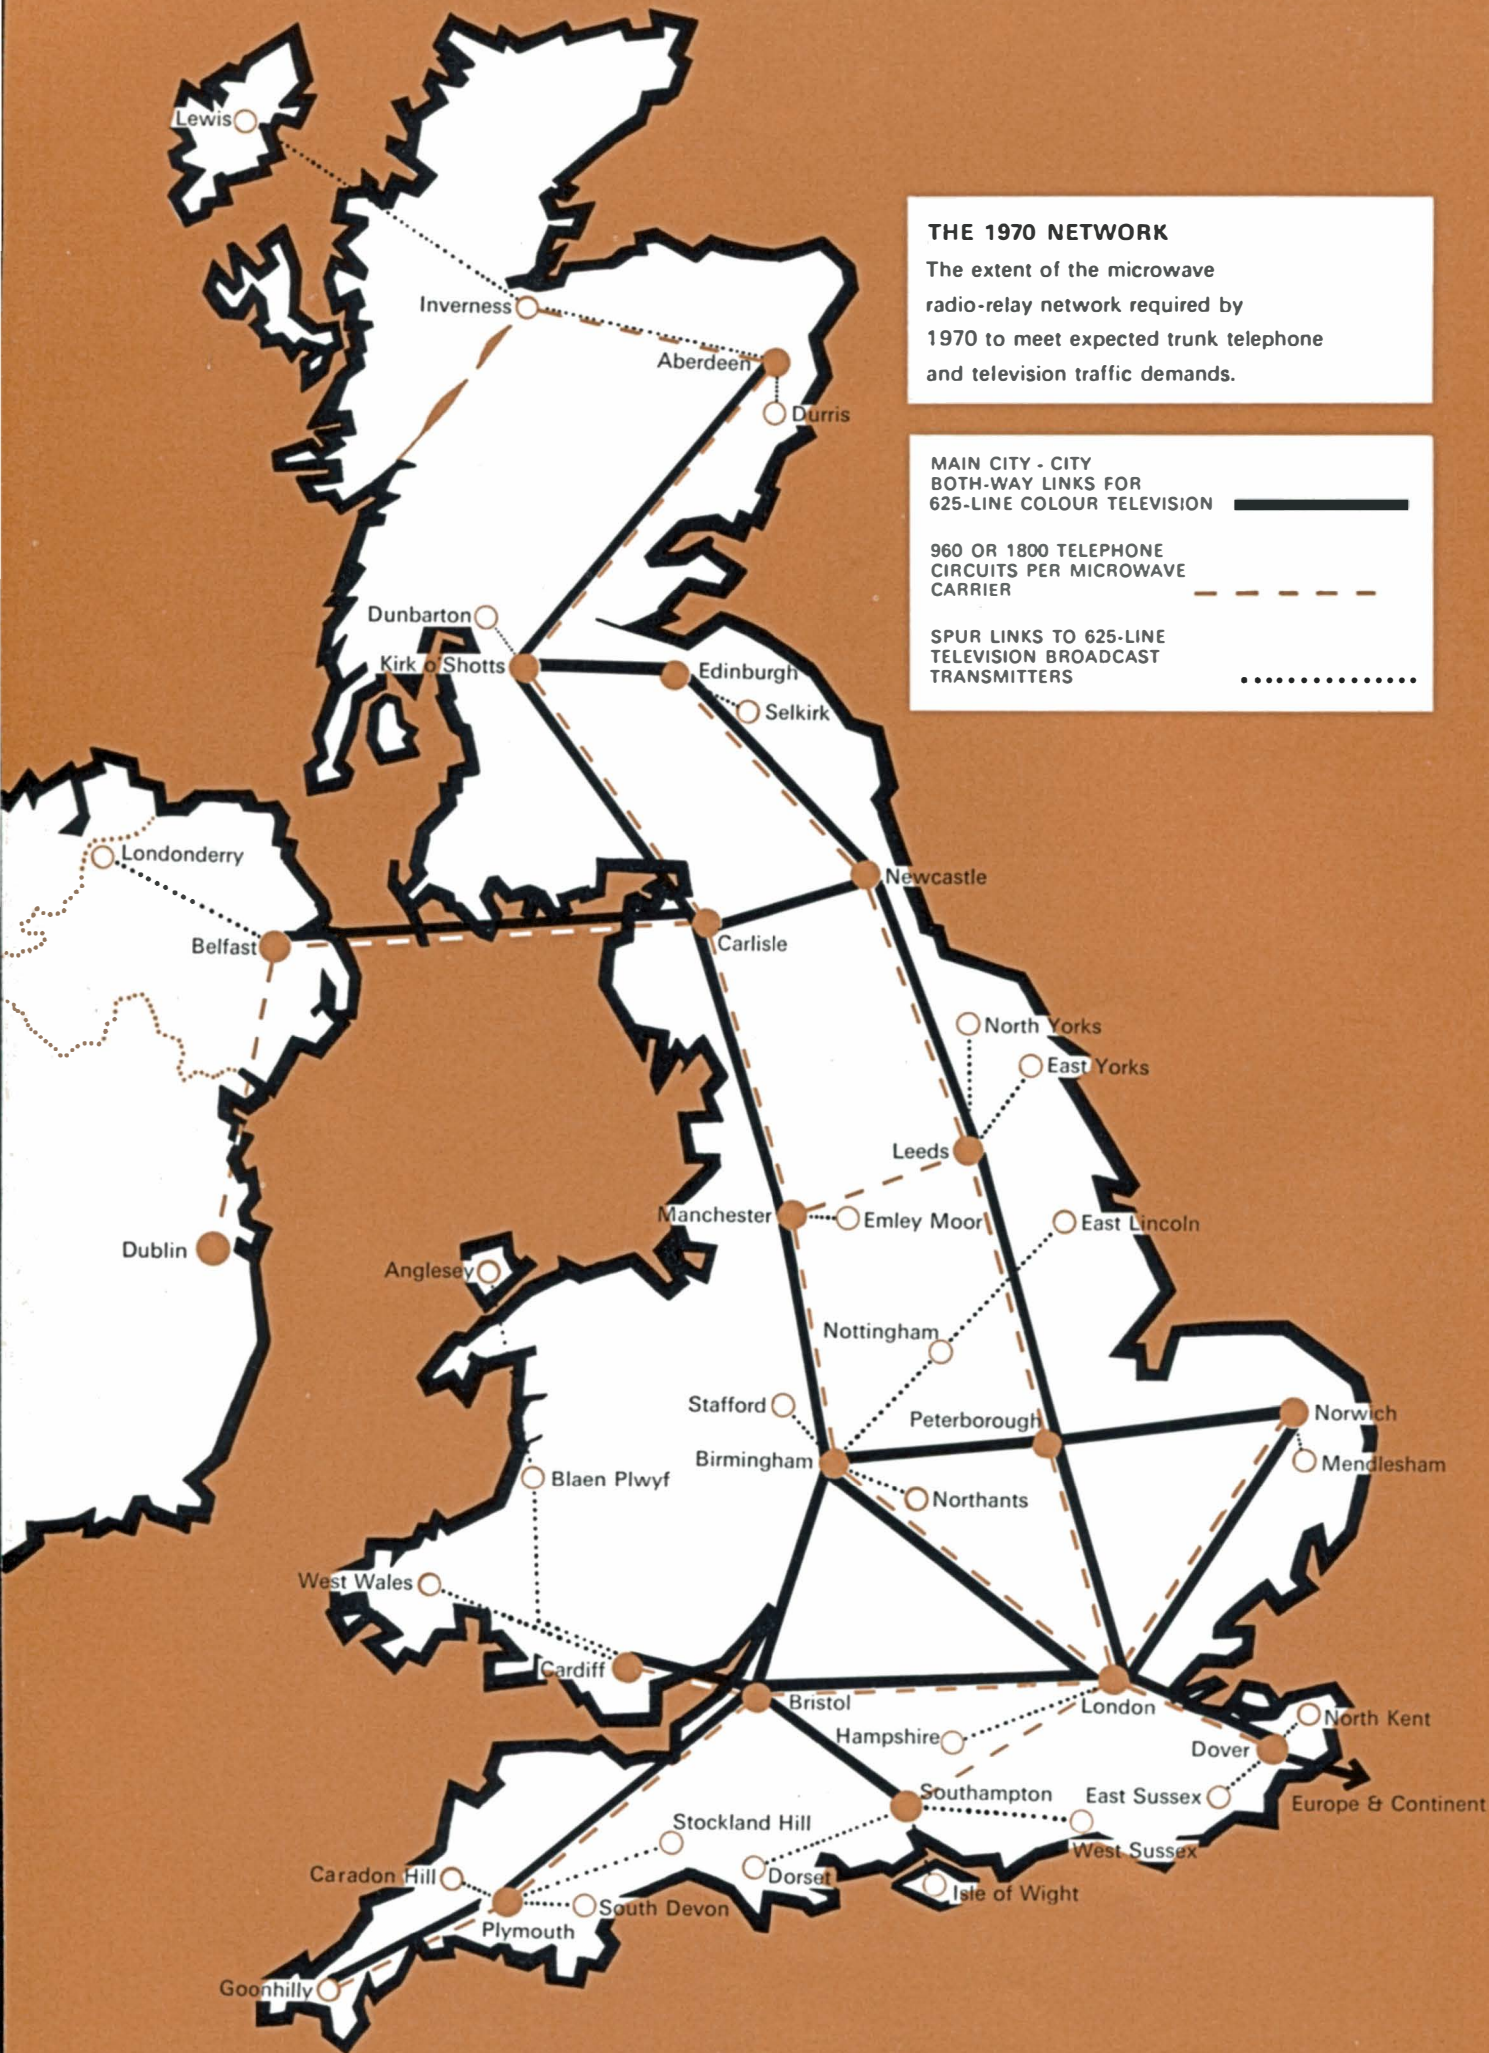 Lewis
THE 1970 NETWORK
The extent of the microwave
radio-relay network required by
1970 to meet expected trunk telephone
and television traffic demands.
Inverness
Aberdeen
Durris
MAIN CITY - CITY
BOTH-WAY LINKS FOR
625-LINE COLOUR TELEVISION
960 OR 1800 TELEPHONE
CIRCUITS PER MICROWAVE
CARRIER
SPUR LINKS TO 625-LINE
TELEVISION BROADCAST
TRANSMITTERS
Dunbarton
Kirk o'Shotts
Edinburgh
Selkirk
Londonderry
Newcastle
Belfast
Carlisle
North Yorks
East Yorks
Leeds
Manchester
Emley Moor
East Lincoln
Dublin
Anglesey
Nottingham
Stafford
Peterborough
Norwich
Birmingham
Mendlesham
Blaen Plwyf
Northants
West Wales
Cardiff
Bristol
London
North Kent
Hampshire
Dover
Southampton
East Sussex
Europe & Continent
Stockland Hill
West Sussex
Caradon Hill
Dorset
Isle of Wight
South Devon
Plymouth
Goonhilly